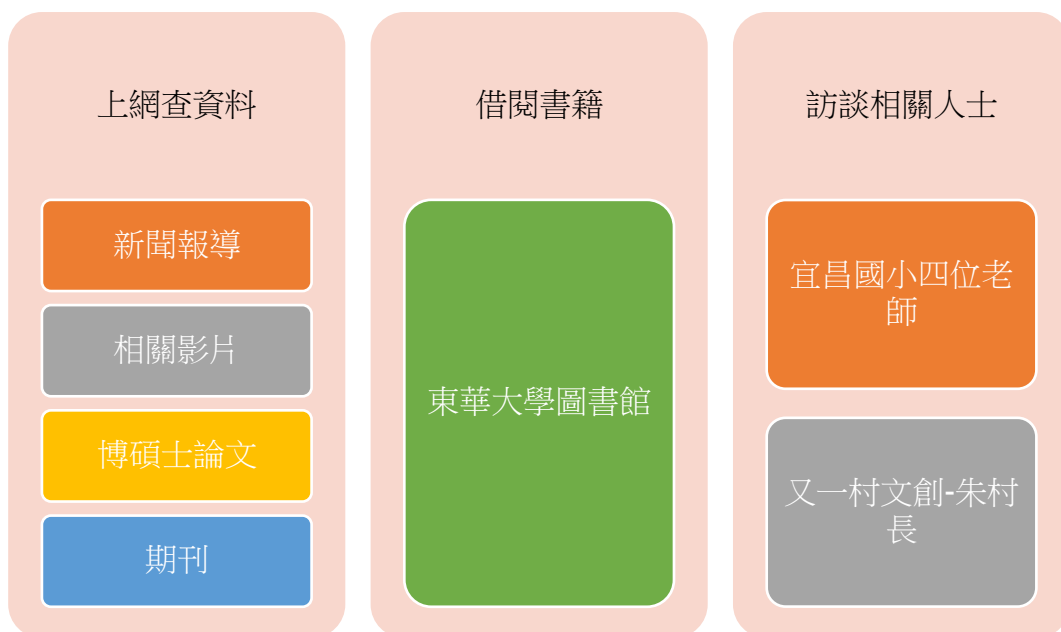 上網查資料
新聞報導
相關影片
博碩士論文
期刊
借閱書籍
東華大學圖書館
訪談相關人士
宜昌國小四位老
師
又一村文創-朱村
長